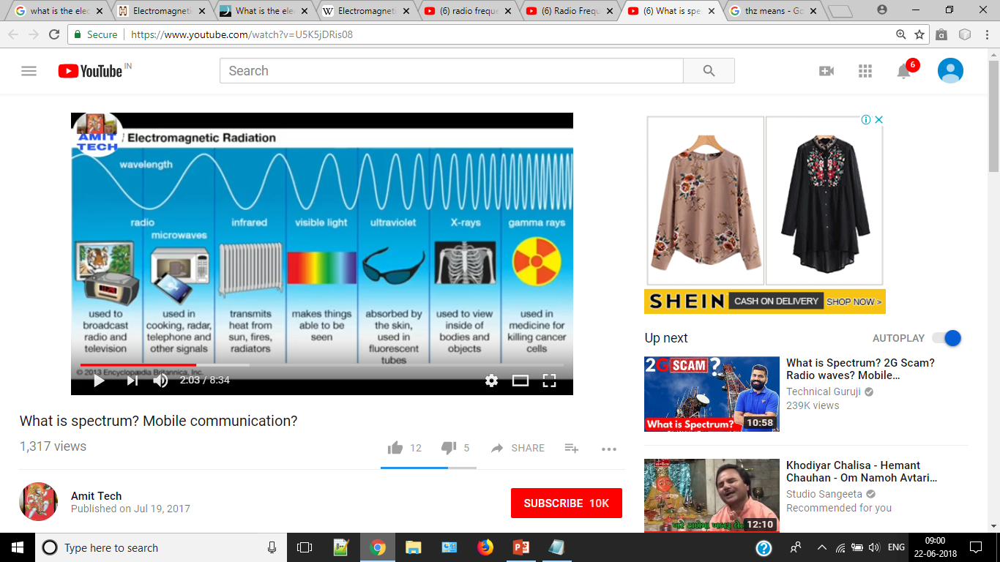 what is the elec
Electromagnetic
What is the elec
Electromagneti
(6) radio freque
(6) Radio Frequ
(6) What is spe
thz means - Go
Secure
https://www.youtube.com/watch?v=U5K5jDRis08
YouTube IN
Search
6
AMIT
TECH
Electromagnetic Radiation
wavelength
radio
microwaves
infrared
visible light
ultraviolet
X-rays
gamma rays
used to
broadcast
radio and
television
used in
cooking, radar,
telephone and
other signals
transmits
heat from
sun, fires,
radiators
makes things
able to be
seen
absorbed by
the skin,
used in
fluorescent
tubes
used to view
inside of
bodies and
objects
used in
medicine for
killing cancer
cells
© 2013 Encyclopædia Britannica, Inc.
2:03 / 8:34
SHEIN CASH ON DELIVERY SHOP NOW >
Up next
AUTOPLAY
2G SCAM?
What is Spectrum?
10:58
What is Spectrum? 2G Scam?
Radio waves? Mobile...
Technical Guruji
239K views
12:10
Khodiyar Chalisa - Hemant
Chauhan - Om Namoh Avtari...
Studio Sangeeta
Recommended for you
What is spectrum? Mobile communication?
1,317 views
12
5
SHARE
Amit Tech
Published on Jul 19, 2017
SUBSCRIBE 10K
Type here to search
ENG
09:00
22-06-2018